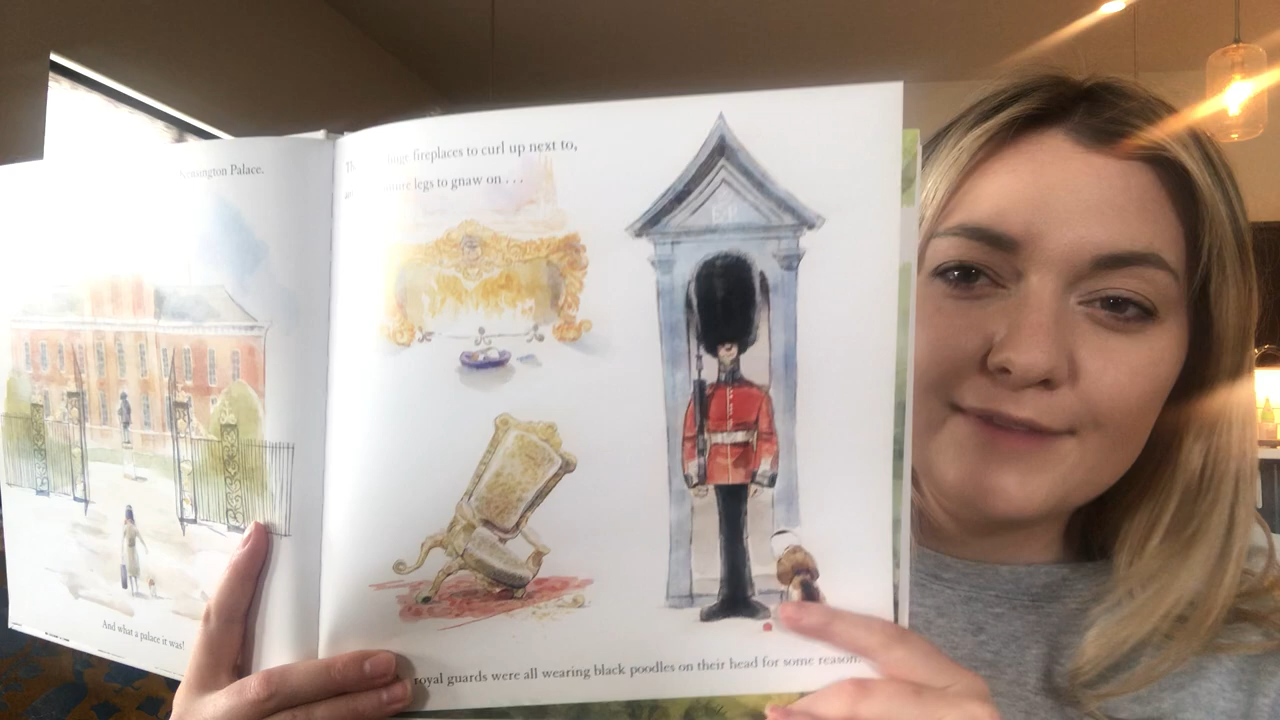 Kensington Palace.
And what a palace it was!
huge fireplaces to curl up next to,
legs to gnaw on . . .
royal guards were all wearing black poodles on their head for some reason.